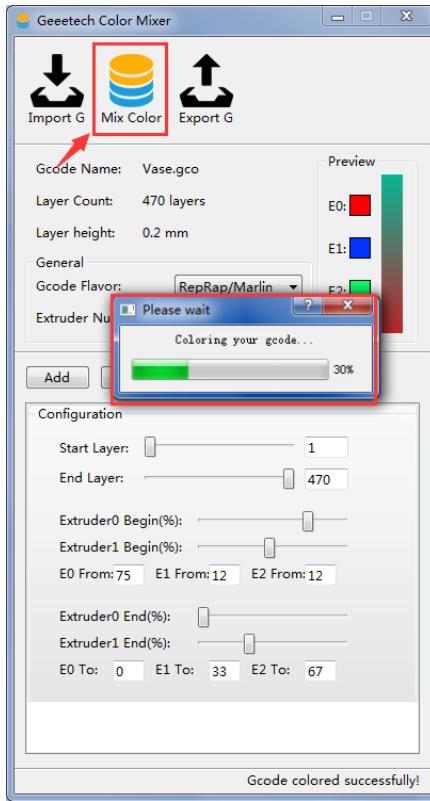 Geeetech Color Mixer
Import G Mix Color Export G
Gcode Name: Vase.gco
Layer Count: 470 layers
Layer height: 0.2 mm
Preview
E0:
E1:
E2:
General
Gcode Flavor: RepRap/Marlin
Extruder Nu
Please wait
Coloring your gcode...
30%
Add
Configuration
Start Layer: 1
End Layer: 470
Extruder0 Begin(%):
Extruder1 Begin(%):
E0 From: 75 E1 From: 12 E2 From: 12
Extruder0 End(%):
Extruder1 End(%):
E0 To: 0 E1 To: 33 E2 To: 67
Gcode colored successfully!